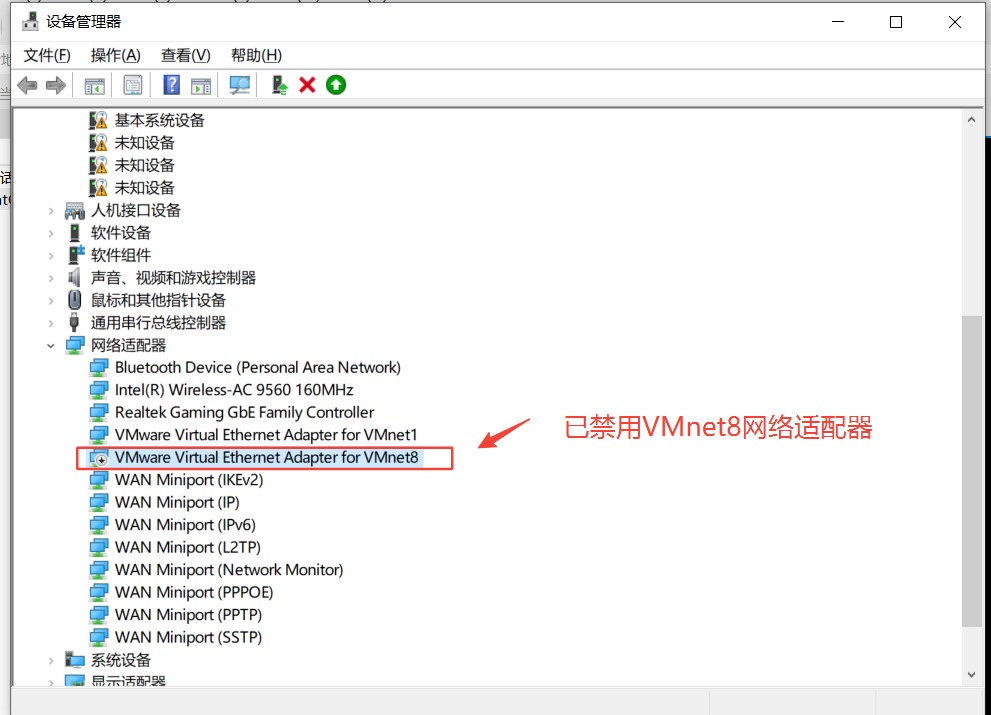 设备管理器
文件(F) 操作(A) 查看(V) 帮助(H)
基本系统设备
未知设备
未知设备
未知设备
人机接口设备
软件设备
软件组件
声音、视频和游戏控制器
鼠标和其他指针设备
通用串行总线控制器
网络适配器
Bluetooth Device (Personal Area Network)
Intel(R) Wireless-AC 9560 160MHz
Realtek Gaming GbE Family Controller
VMware Virtual Ethernet Adapter for VMnet1
VMware Virtual Ethernet Adapter for VMnet8
已禁用VMnet8网络适配器
WAN Miniport (IKEv2)
WAN Miniport (IP)
WAN Miniport (IPv6)
WAN Miniport (L2TP)
WAN Miniport (Network Monitor)
WAN Miniport (PPPOE)
WAN Miniport (PPTP)
WAN Miniport (SSTP)
系统设备
显示适配器